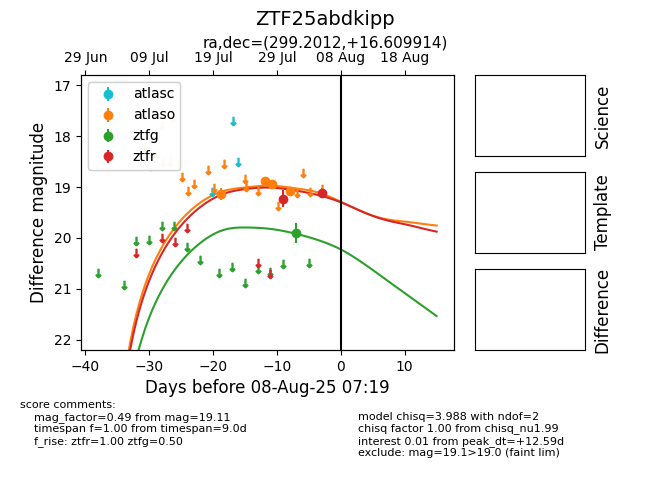 ZTF25abdkipp
ra,dec=(299.2012,+16.609914)
29 Jun 09 Jul 19 Jul 29 Jul 08 Aug 18 Aug
17
18
19
20
21
22
Difference magnitude
atlasc
atlaso
ztfg
ztfr
−40 −30 −20 −10 0 10
Days before 08-Aug-25 07:19
Science
Template
Difference
score comments:
mag_factor=0.49 from mag=19.11
timespan f=1.00 from timespan=9.0d
f_rise: ztfr=1.00 ztfg=0.50
model chisq=3.988 with ndof=2
chisq factor 1.00 from chisq_nu1.99
interest 0.01 from peak_dt=+12.59d
exclude: mag=19.1>19.0 (faint lim)